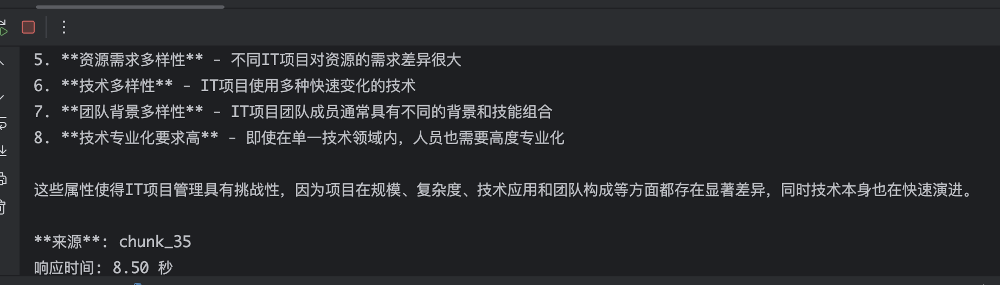 5. **资源需求多样性** - 不同IT项目对资源的需求差异很大
6. **技术多样性** - IT项目使用多种快速变化的技术
7. **团队背景多样性** - IT项目团队成员通常具有不同的背景和技能组合
8. **技术专业化要求高** - 即使在单一技术领域内，人员也需要高度专业化
这些属性使得IT项目管理具有挑战性，因为项目在规模、复杂度、技术应用和团队构成等方面都存在显著差异，同时技术本身也在快速演进。
**来源**: chunk_35
响应时间: 8.50 秒